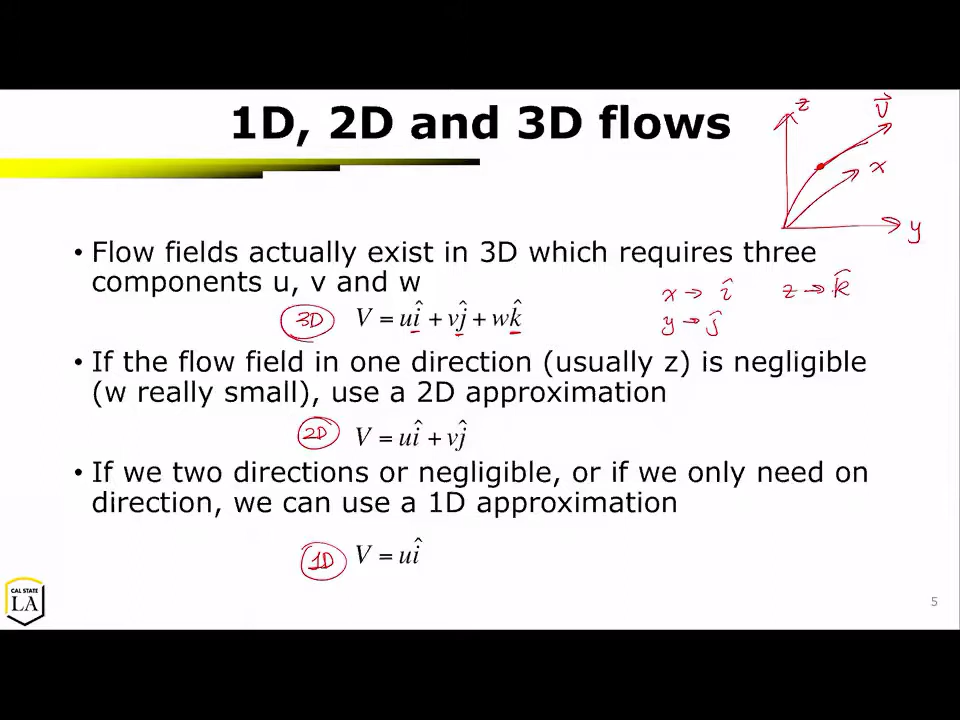 1D, 2D and 3D flows
z
V⃗
x
y
• Flow fields actually exist in 3D which requires three
components u, v and w
x → î z → k̂
y → ĵ
3D V = uî + vĵ + wk̂
• If the flow field in one direction (usually z) is negligible
(w really small), use a 2D approximation
2D V = uî + vĵ
• If we two directions or negligible, or if we only need on
direction, we can use a 1D approximation
1D V = uî
CAL STATE
LA
5